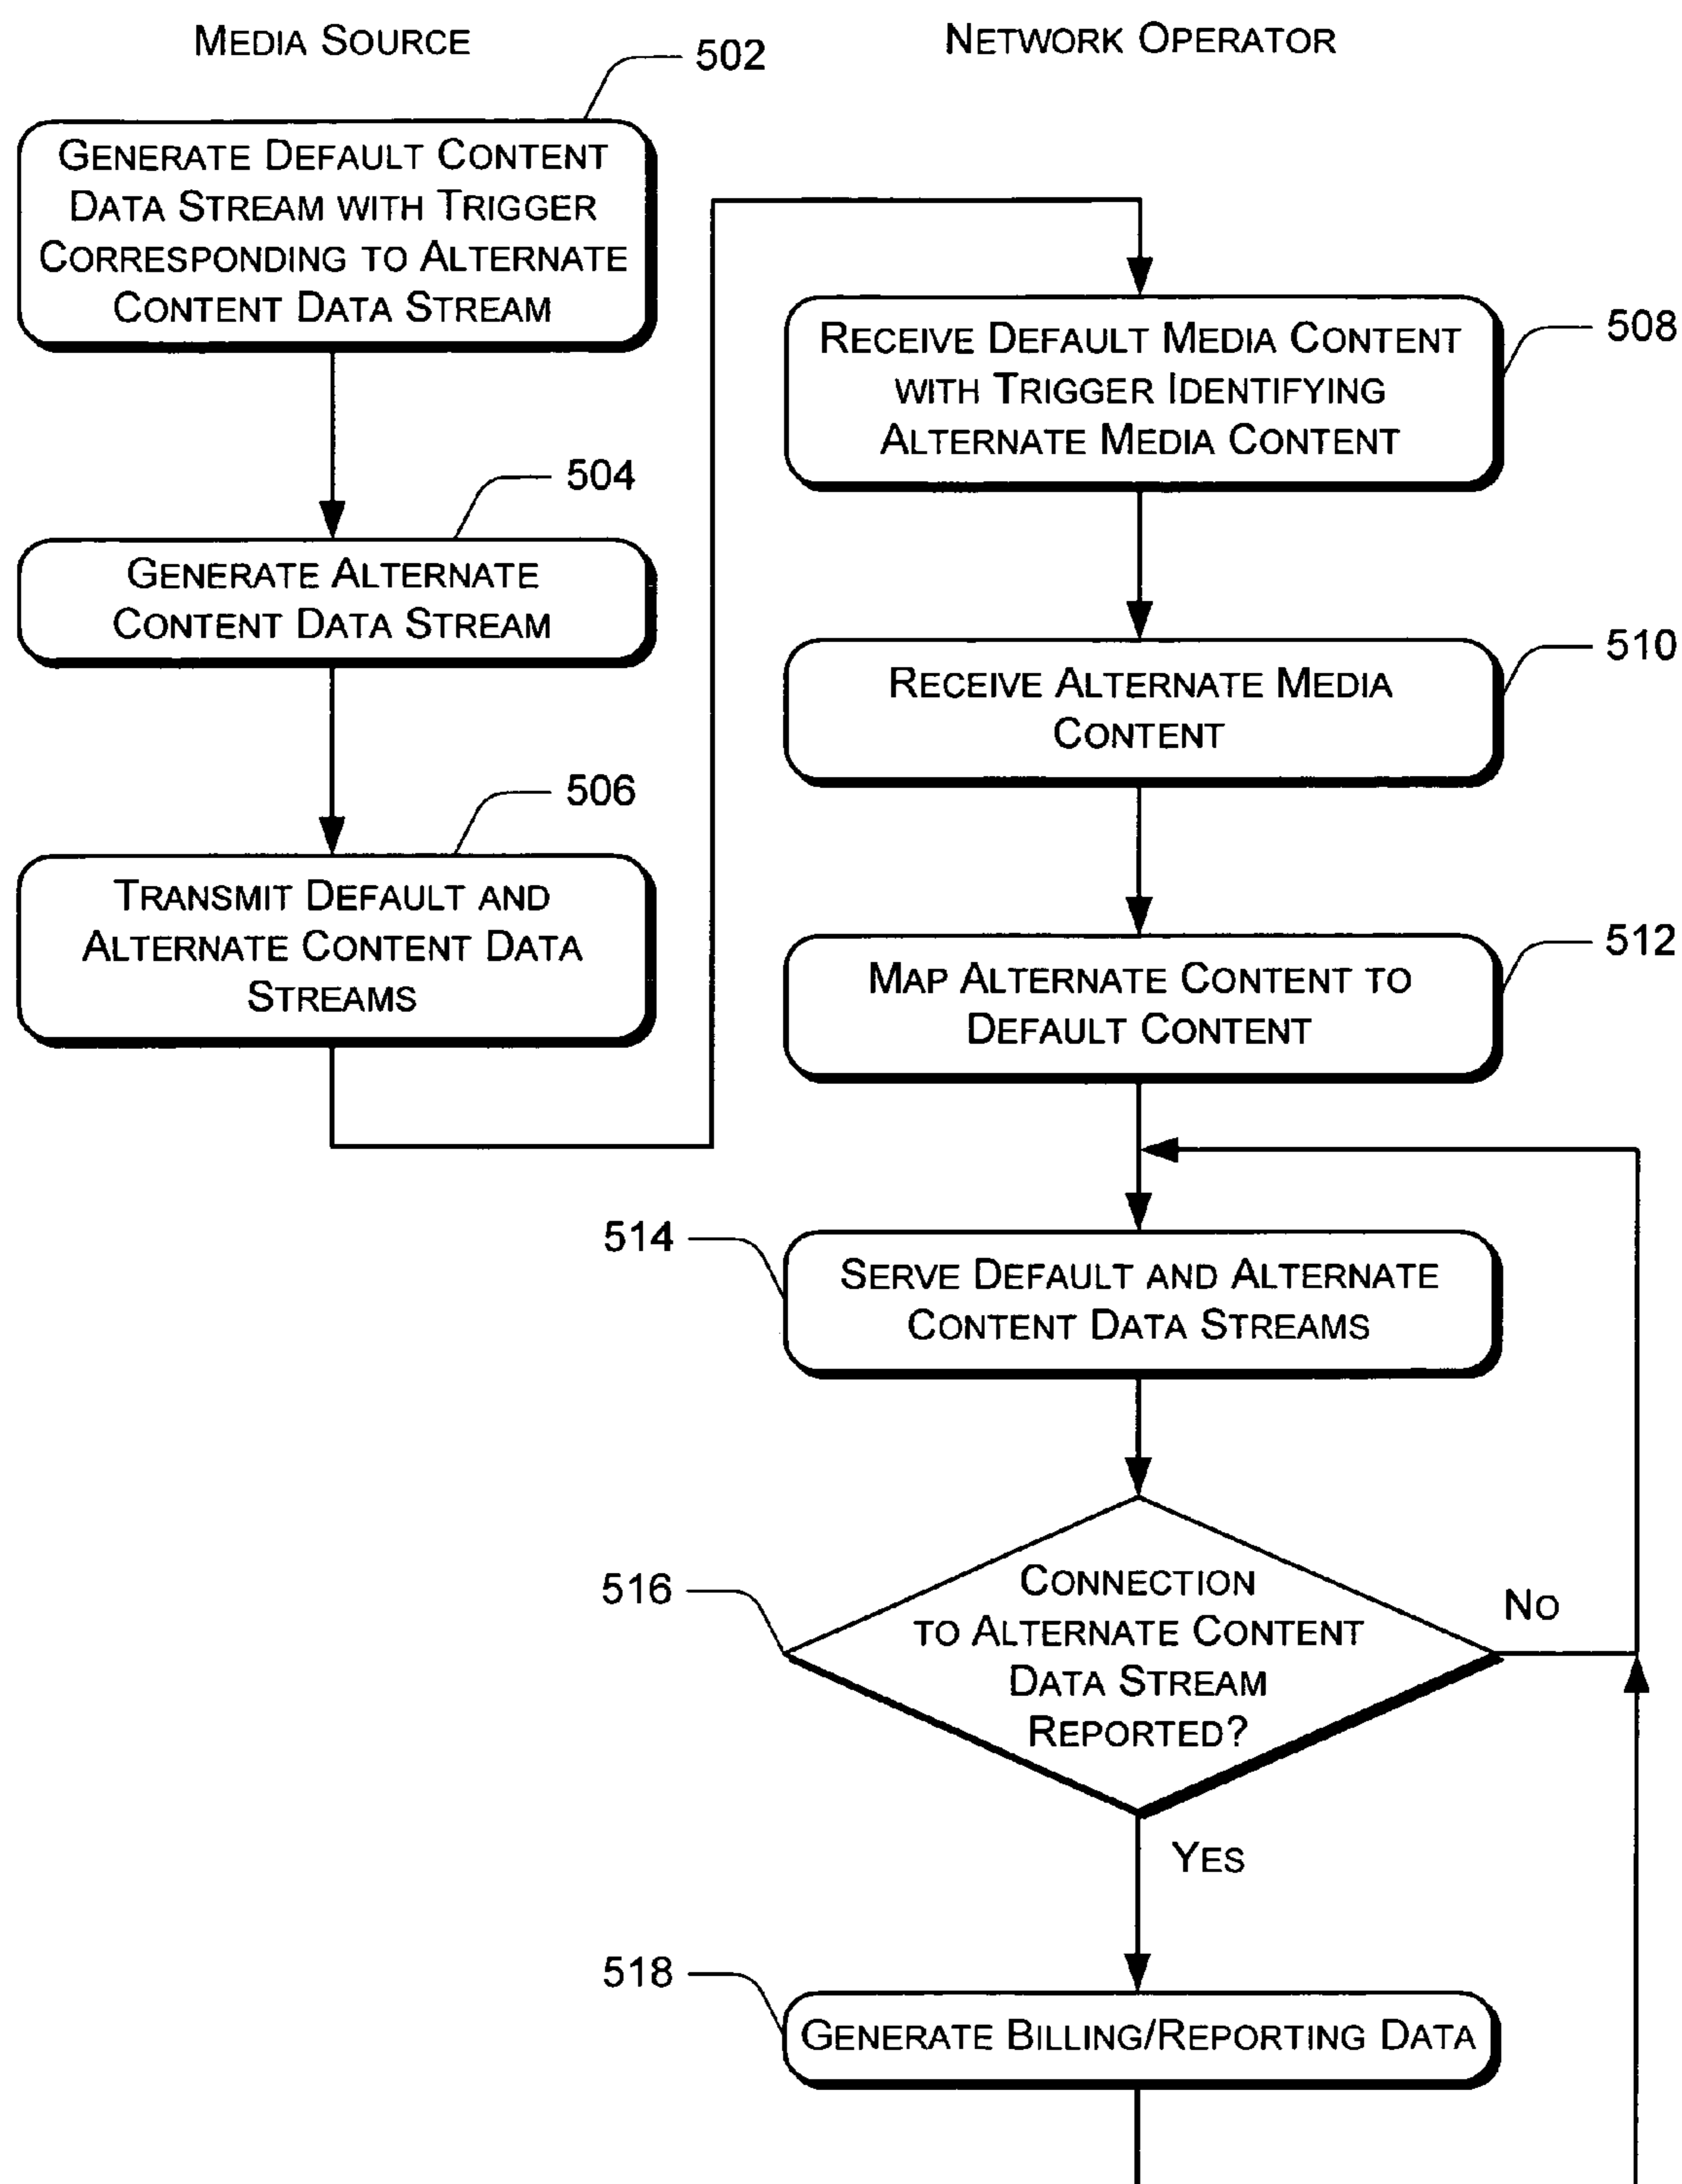 MEDIA SOURCE
502
GENERATE DEFAULT CONTENT
DATA STREAM WITH TRIGGER
CORRESPONDING TO ALTERNATE
CONTENT DATA STREAM
504
GENERATE ALTERNATE
CONTENT DATA STREAM
506
TRANSMIT DEFAULT AND
ALTERNATE CONTENT DATA
STREAMS
NETWORK OPERATOR
508
RECEIVE DEFAULT MEDIA CONTENT
WITH TRIGGER IDENTIFYING
ALTERNATE MEDIA CONTENT
510
RECEIVE ALTERNATE MEDIA
CONTENT
512
MAP ALTERNATE CONTENT TO
DEFAULT CONTENT
514
SERVE DEFAULT AND ALTERNATE
CONTENT DATA STREAMS
516
CONNECTION
TO ALTERNATE CONTENT
DATA STREAM
REPORTED?
NO
YES
518
GENERATE BILLING/REPORTING DATA